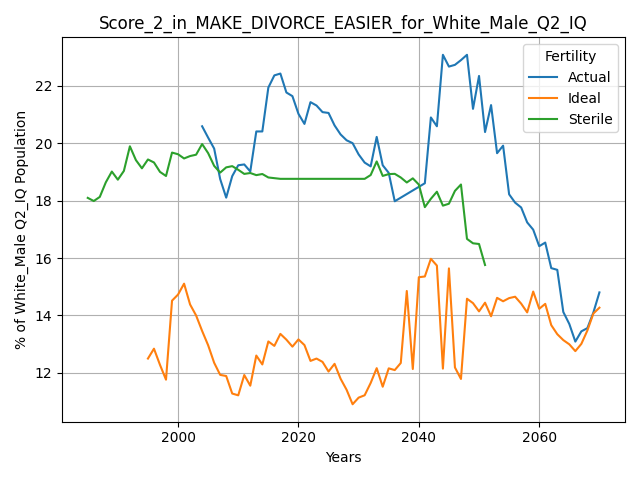 Score_2_in_MAKE_DIVORCE_EASIER_for_White_Male_Q2_IQ
Fertility
Actual
Ideal
Sterile
% of White_Male Q2_IQ Population
22
20
18
16
14
12
2000
2020
2040
2060
Years